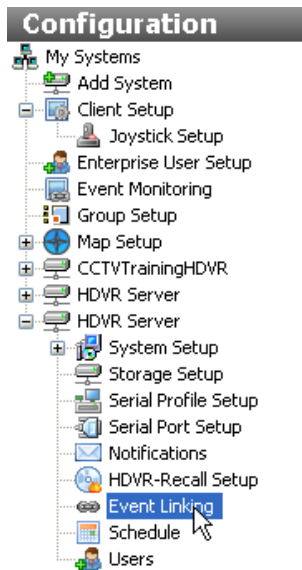 Configuration
My Systems
Add System
Client Setup
Joystick Setup
Enterprise User Setup
Event Monitoring
Group Setup
Map Setup
CCTVTrainingHDVR
HDVR Server
HDVR Server
System Setup
Storage Setup
Serial Profile Setup
Serial Port Setup
Notifications
HDVR-Recall Setup
Event Linking
Schedule
Users